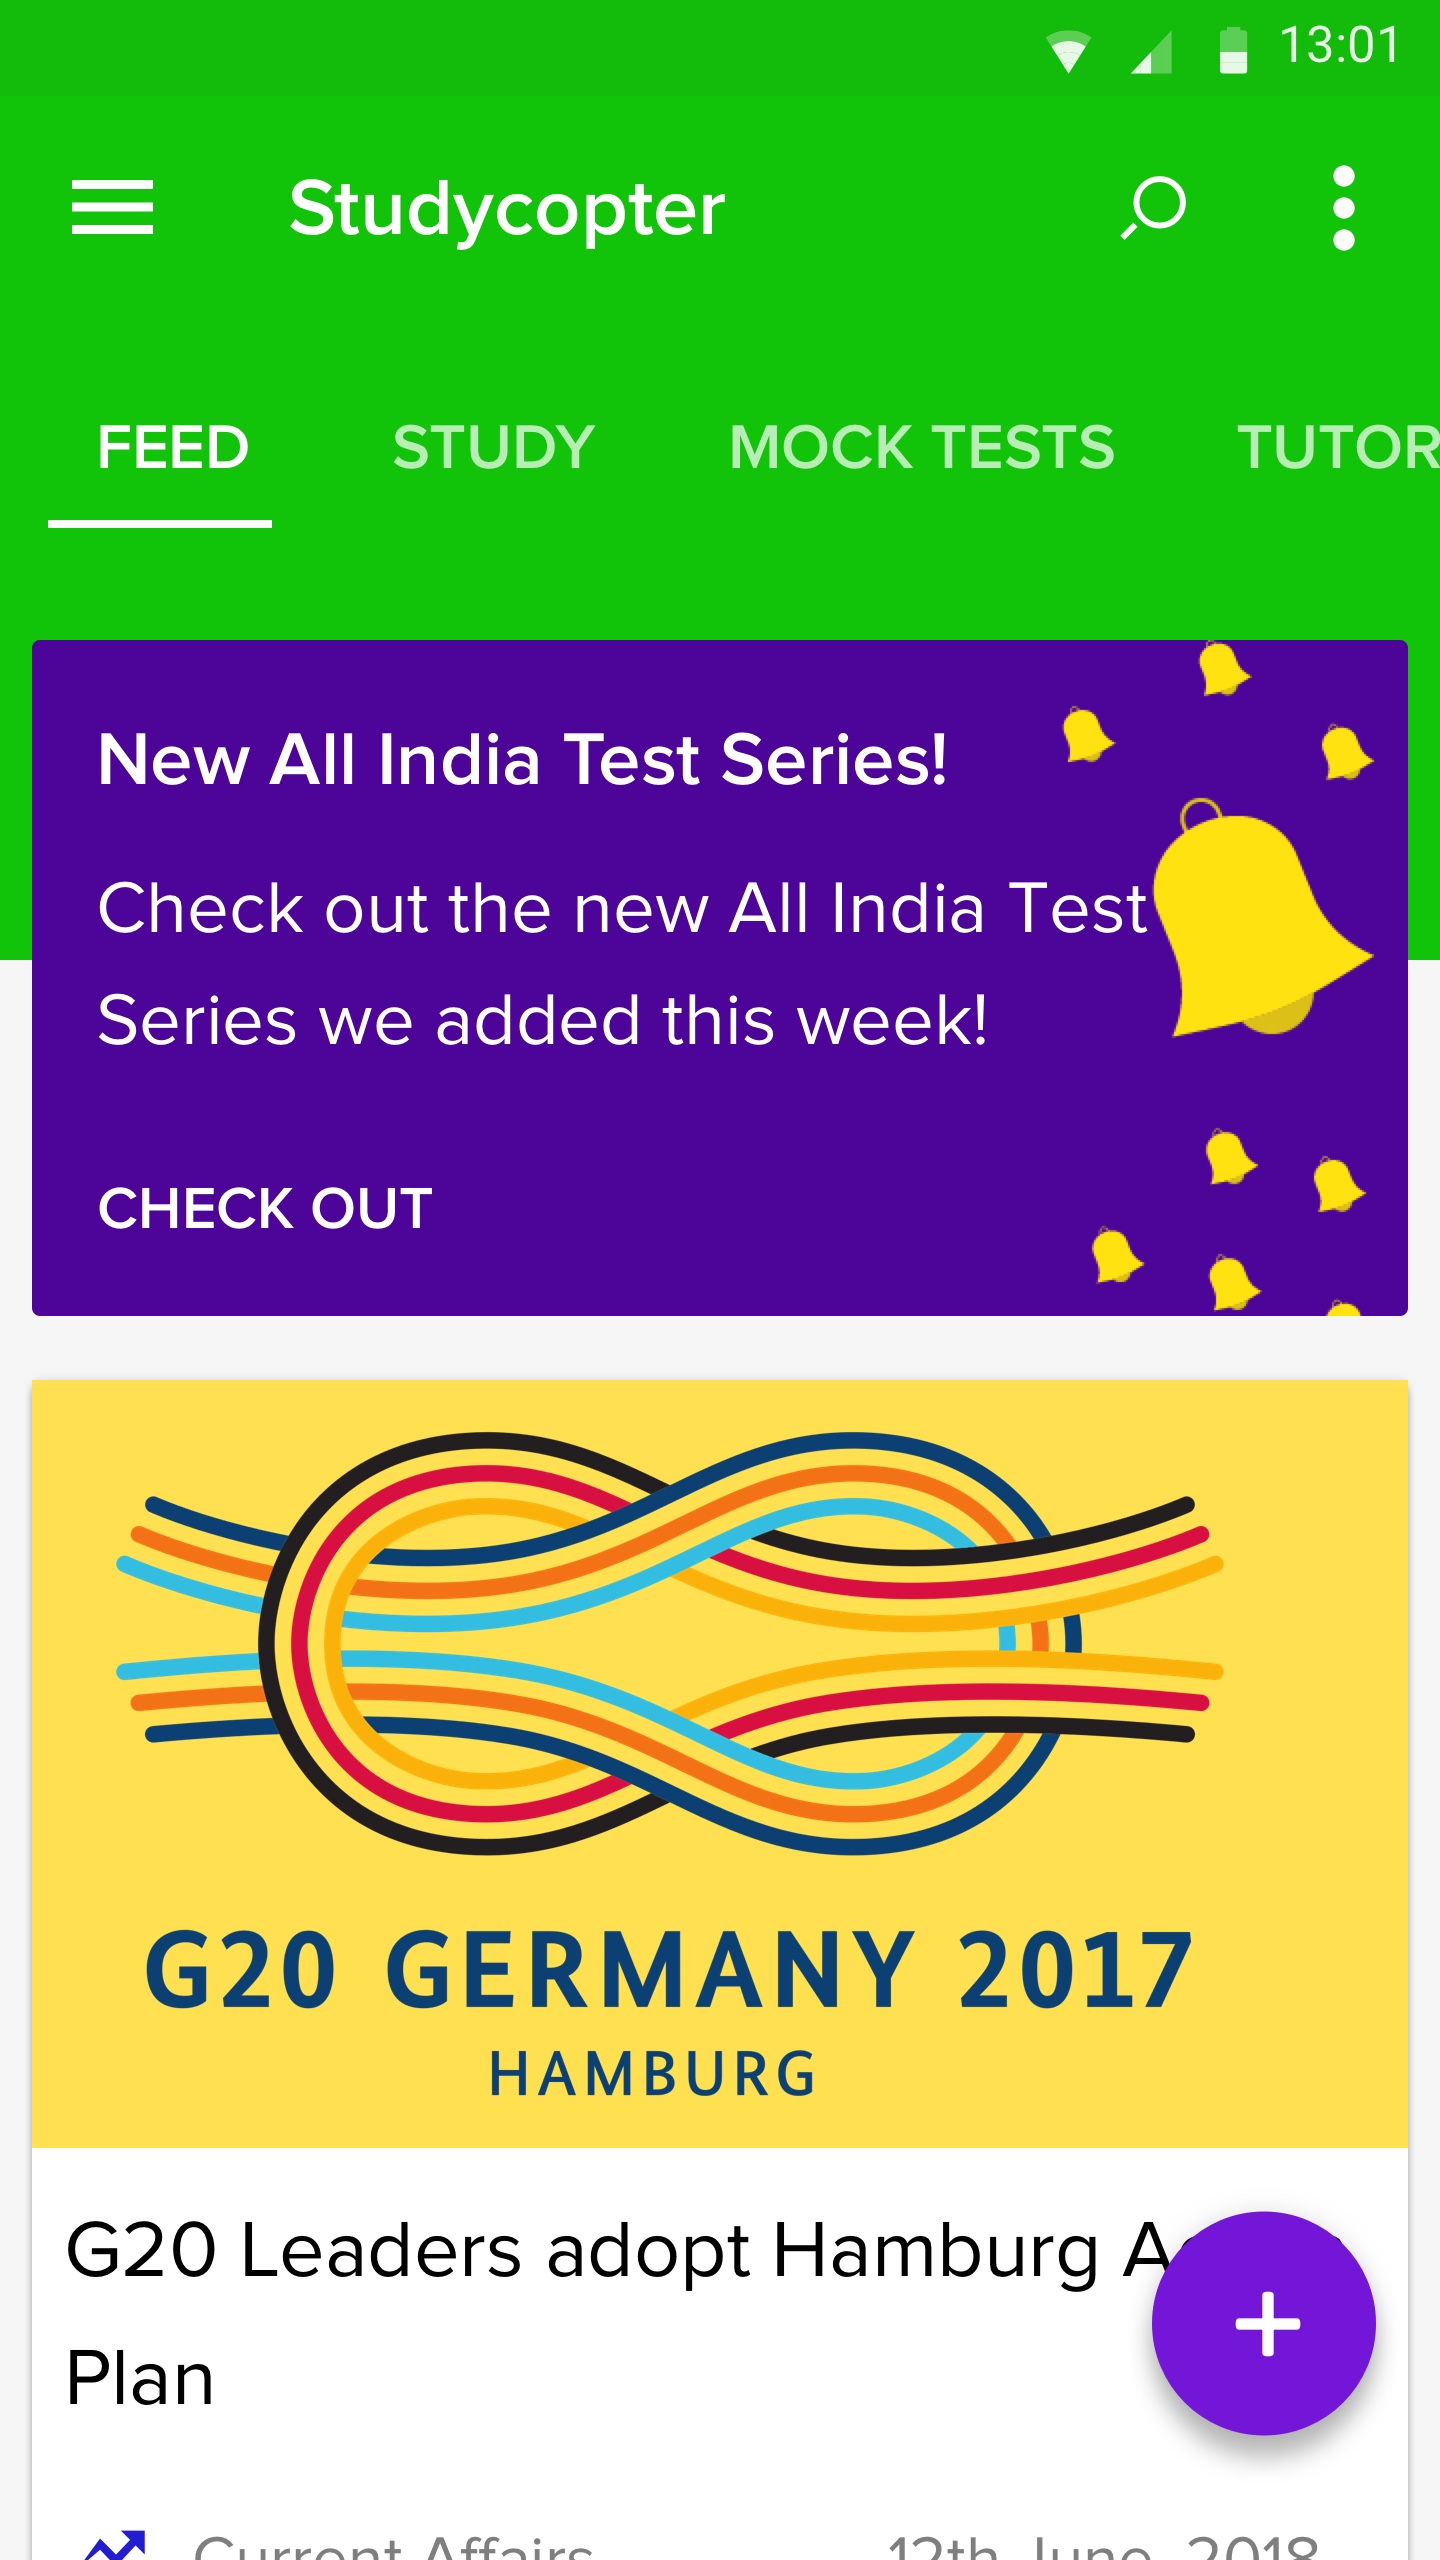 13:01
Studycopter
FEED STUDY MOCK TESTS TUTOR
New All India Test Series!
Check out the new All India Test
Series we added this week!
CHECK OUT
G20 GERMANY 2017
HAMBURG
G20 Leaders adopt Hamburg
Plan
Current Affairs 12th June, 2018